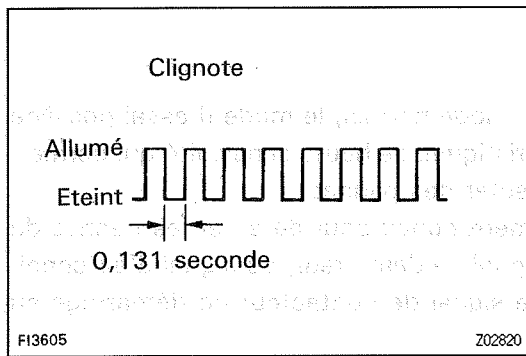 Clignote
Allumé
Eteint
0,131 seconde
FI3605 Z02820